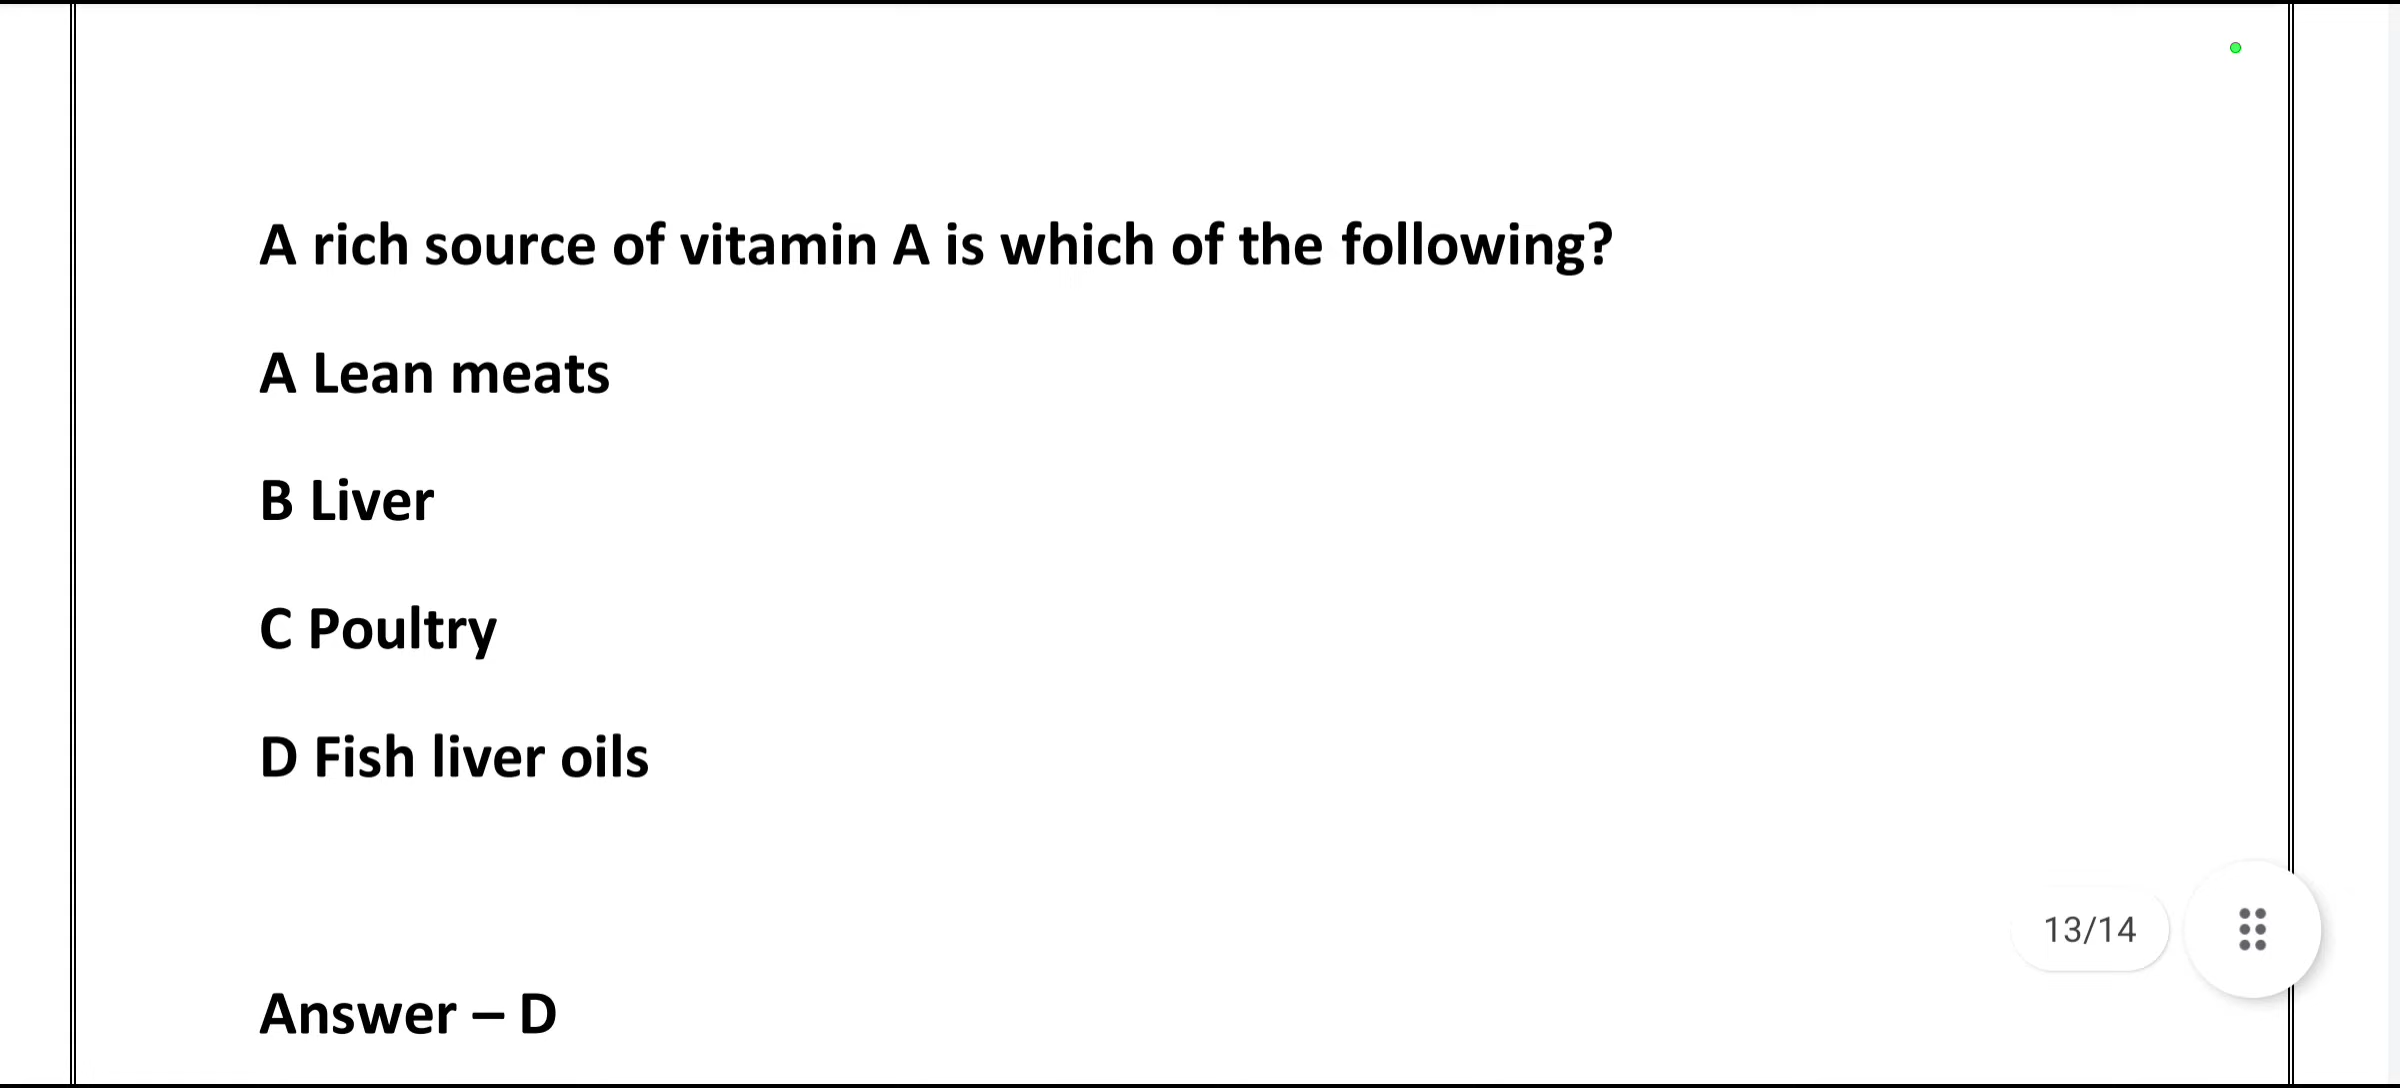 A rich source of vitamin A is which of the following?
A Lean meats
B Liver
C Poultry
D Fish liver oils
13/14
Answer – D